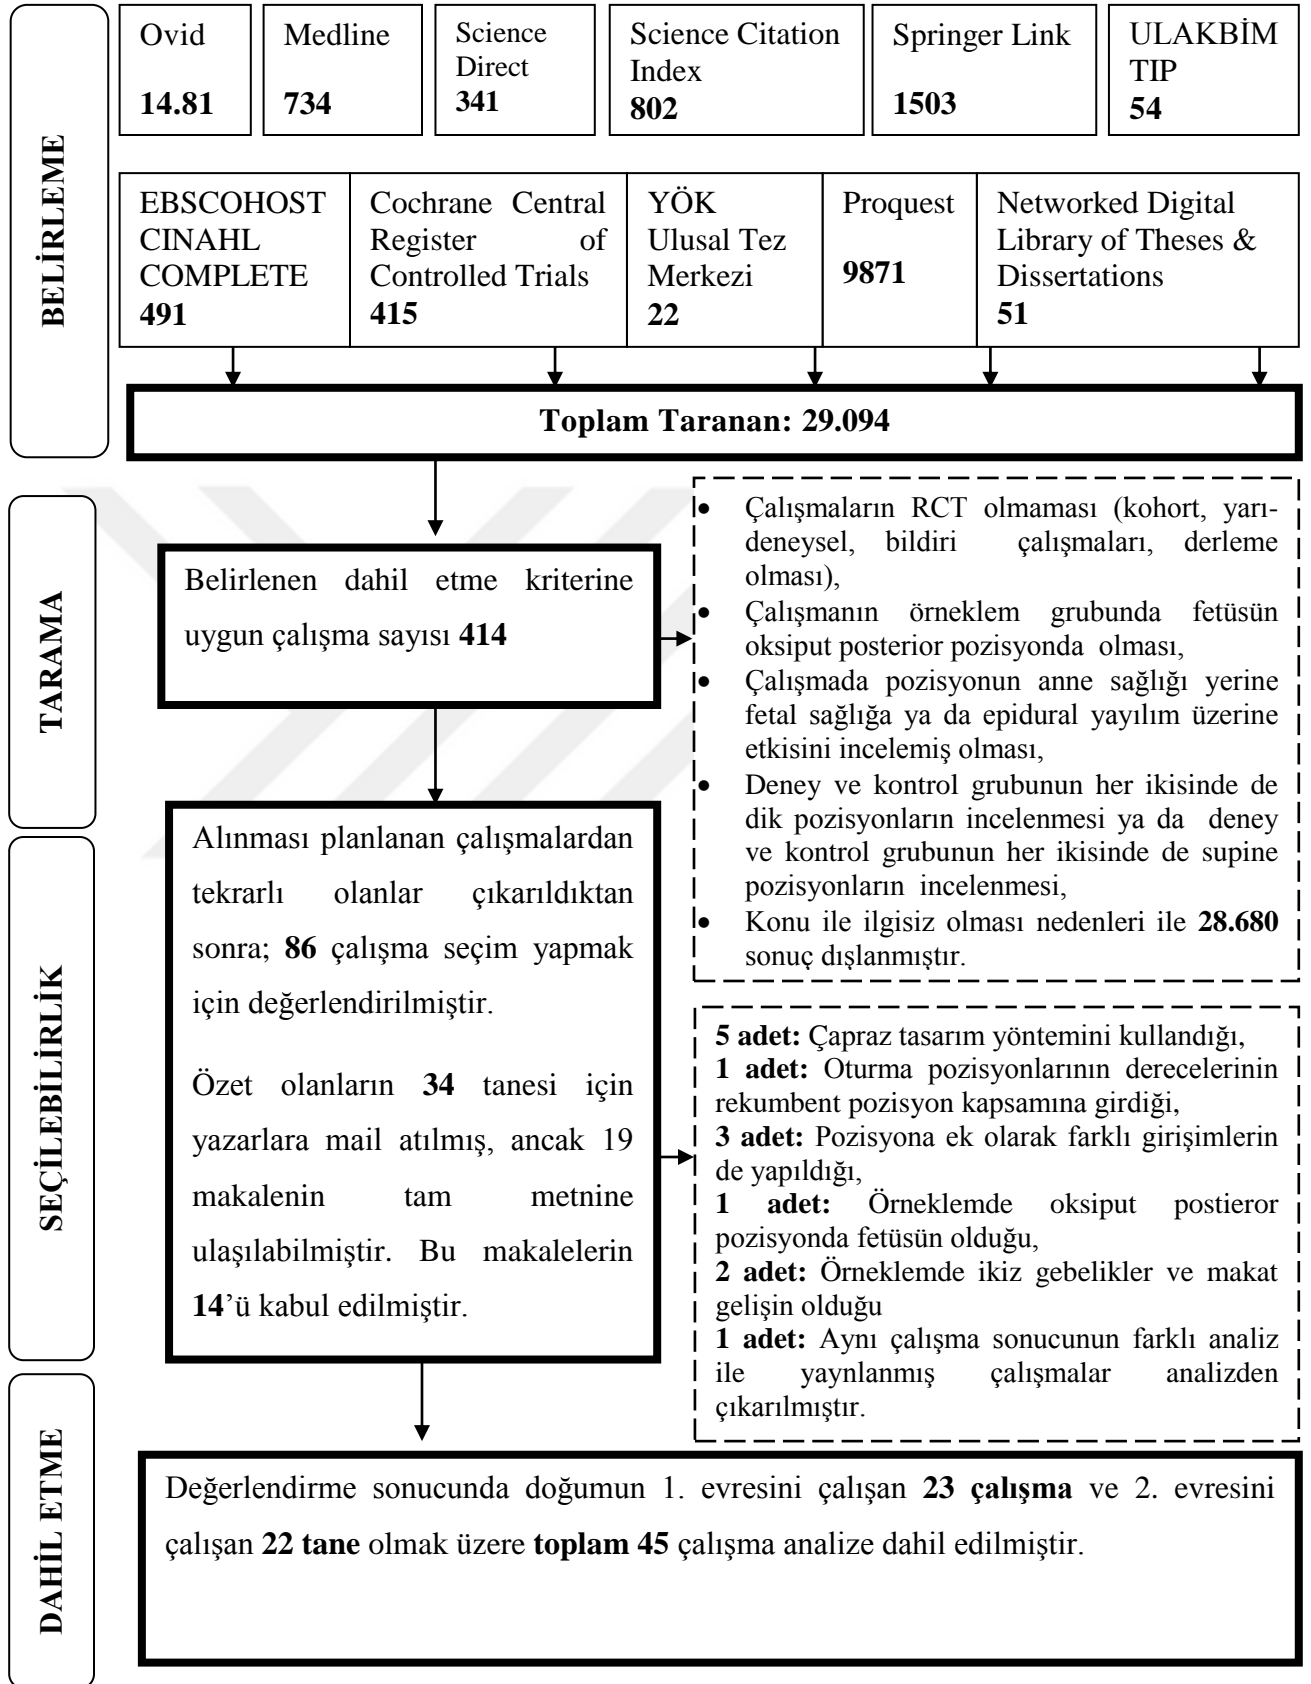 BELİRLEME
Ovid
14.81
Medline
734
Science
Direct
341
Science Citation
Index
802
Springer Link
1503
ULAKBİM
TIP
54
EBSCOHOST
CINAHL
COMPLETE
491
Cochrane Central
Register of
Controlled Trials
415
YÖK
Ulusal Tez
Merkezi
22
Proquest
9871
Networked Digital
Library of Theses &
Dissertations
51
Toplam Taranan: 29.094
TARAMA
Belirlenen dahil etme kriterine
uygun çalışma sayısı 414
• Çalışmaların RCT olmaması (kohort, yarı-
deneysel, bildiri çalışmaları, derleme
olması),
• Çalışmanın örneklem grubunda fetüsün
oksiput posterior pozisyonda olması,
• Çalışmada pozisyonun anne sağlığı yerine
fetal sağlığa ya da epidural yayılım üzerine
etkisini incelemiş olması,
• Deney ve kontrol grubunun her ikisinde de
dik pozisyonların incelenmesi ya da deney
ve kontrol grubunun her ikisinde de supine
pozisyonların incelenmesi,
• Konu ile ilgisiz olması nedenleri ile 28.680
sonuç dışlanmıştır.
SEÇİLEBİLİRLİK
Alınması planlanan çalışmalardan
tekrarlı olanlar çıkarıldıktan
sonra; 86 çalışma seçim yapmak
için değerlendirilmiştir.
Özet olanların 34 tanesi için
yazarlara mail atılmış, ancak 19
makalenin tam metnine
ulaşılabilmiştir. Bu makalelerin
14’ü kabul edilmiştir.
5 adet: Çapraz tasarım yöntemini kullandığı,
1 adet: Oturma pozisyonlarının derecelerinin
rekumbent pozisyon kapsamına girdiği,
3 adet: Pozisyona ek olarak farklı girişimlerin
de yapıldığı,
1 adet: Örneklemde oksiput postieror
pozisyonda fetüsün olduğu,
2 adet: Örneklemde ikiz gebelikler ve makat
gelişin olduğu
1 adet: Aynı çalışma sonucunun farklı analiz
ile yaynlanmış çalışmalar analizden
çıkarılmıştır.
DAHİL ETME
Değerlendirme sonucunda doğumun 1. evresini çalışan 23 çalışma ve 2. evresini
çalışan 22 tane olmak üzere toplam 45 çalışma analize dahil edilmiştir.